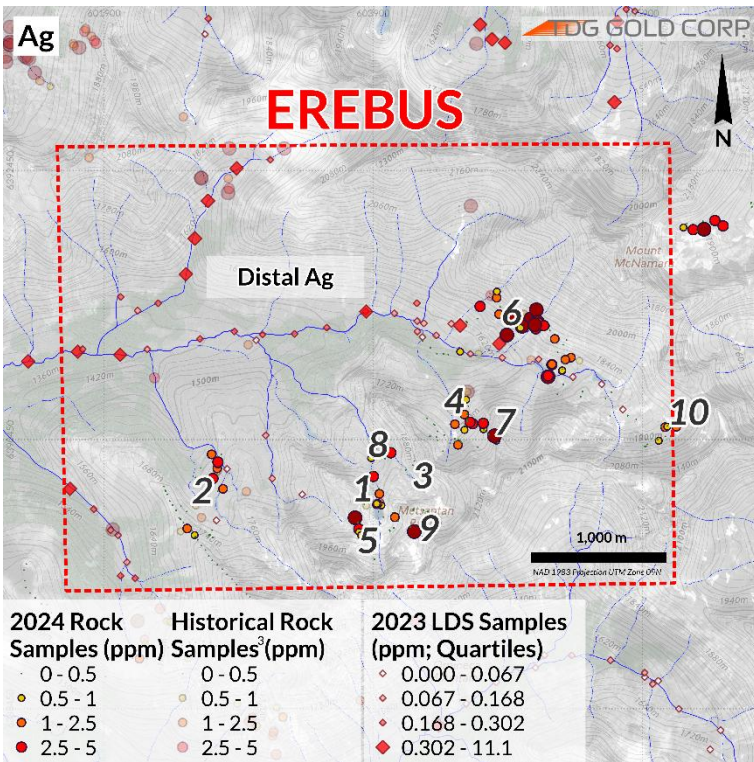 Ag
601900
603900
TDG GOLD CORP
N
EREBUS
6392450
Distal Ag
Mount
McNamar
6
4
7
10
8
3
1
2
5
9
1,000 m
NAD 1983 Projection UTM Zone 09N
2024 Rock
Samples (ppm)
0 - 0.5
0.5 - 1
1 - 2.5
2.5 - 5
Historical Rock
Samples³(ppm)
0 - 0.5
0.5 - 1
1 - 2.5
2.5 - 5
2023 LDS Samples
(ppm; Quartiles)
0.000 - 0.067
0.067 - 0.168
0.168 - 0.302
0.302 - 11.1